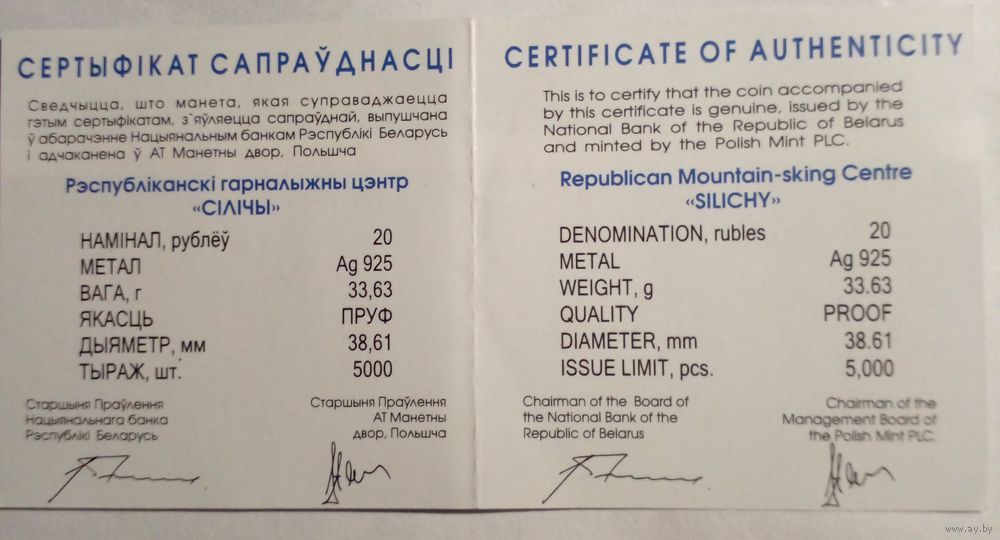 СЕРТЫФІКАТ САПРАЎДНАСЦІ
Сведчыцца, што манета, якая суправаджаецца
гэтым сертыфікатам, з`яўляецца сапраўднай, выпушчана
ў абарачэнне Нацыянальным банкам Рэспублікі Беларусь
і адчаканена ў АТ Манетны двор, Польшча
Рэспубліканскі гарналыжны цэнтр
«СІЛІЧЫ»
НАМІНАЛ, рублёў 20
МЕТАЛ Ag 925
ВАГА, г 33,63
ЯКАСЦЬ ПРУФ
ДЫЯМЕТР, мм 38,61
ТЫРАЖ, шт. 5000
Старшыня Праўлення
Нацыянальнага банка
Рэспублікі Беларусь
Старшыня Праўлення
АТ Манетны
двор, Польшча
CERTIFICATE OF AUTHENTICITY
This is to certify that the coin accompanied
by this certificate is genuine, issued by the
National Bank of the Republic of Belarus
and minted by the Polish Mint PLC.
Republican Mountain-sking Centre
«SILICHY»
DENOMINATION, rubles 20
METAL Ag 925
WEIGHT, g 33.63
QUALITY PROOF
DIAMETER, mm 38.61
ISSUE LIMIT, pcs. 5,000
Chairman of the Board of
the National Bank of the
Republic of Belarus
Chairman of the
Management Board of
the Polish Mint PLC.
www.ay.by